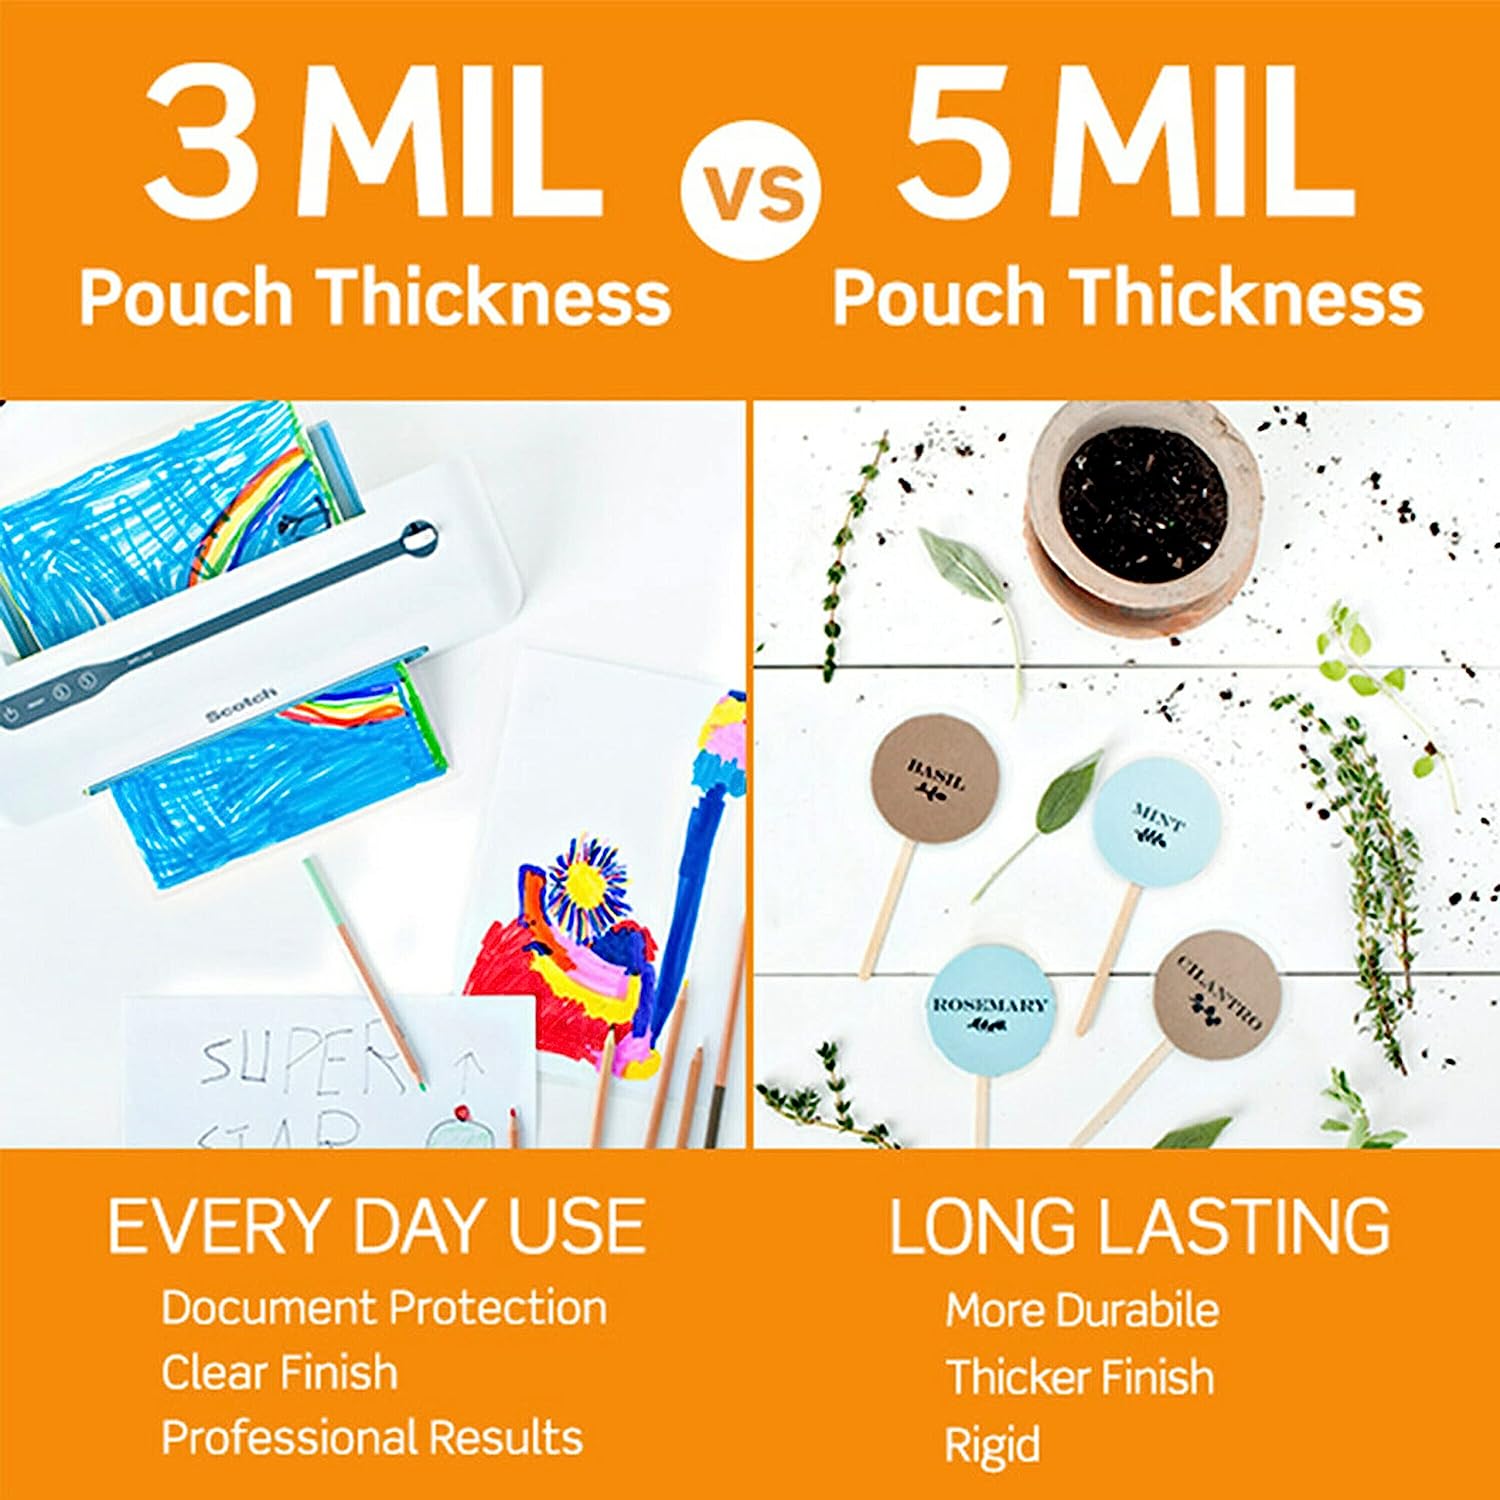 3 MIL
Pouch Thickness
VS
5 MIL
Pouch Thickness
Scotch
SUPER
STAR
BASIL
MINT
ROSEMARY
CILANTRO
EVERY DAY USE
Document Protection
Clear Finish
Professional Results
LONG LASTING
More Durabile
Thicker Finish
Rigid